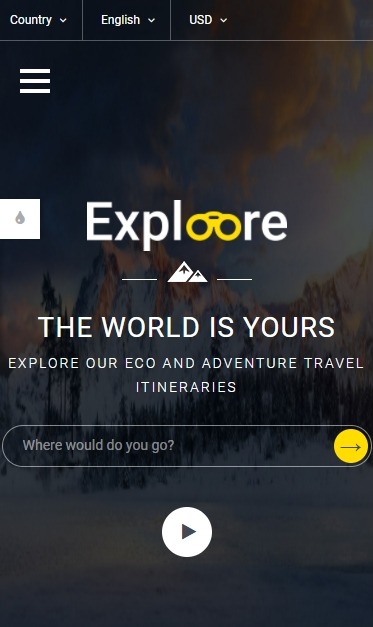 Country English USD
Exploore
THE WORLD IS YOURS
EXPLORE OUR ECO AND ADVENTURE TRAVEL
ITINERARIES
Where would do you go?